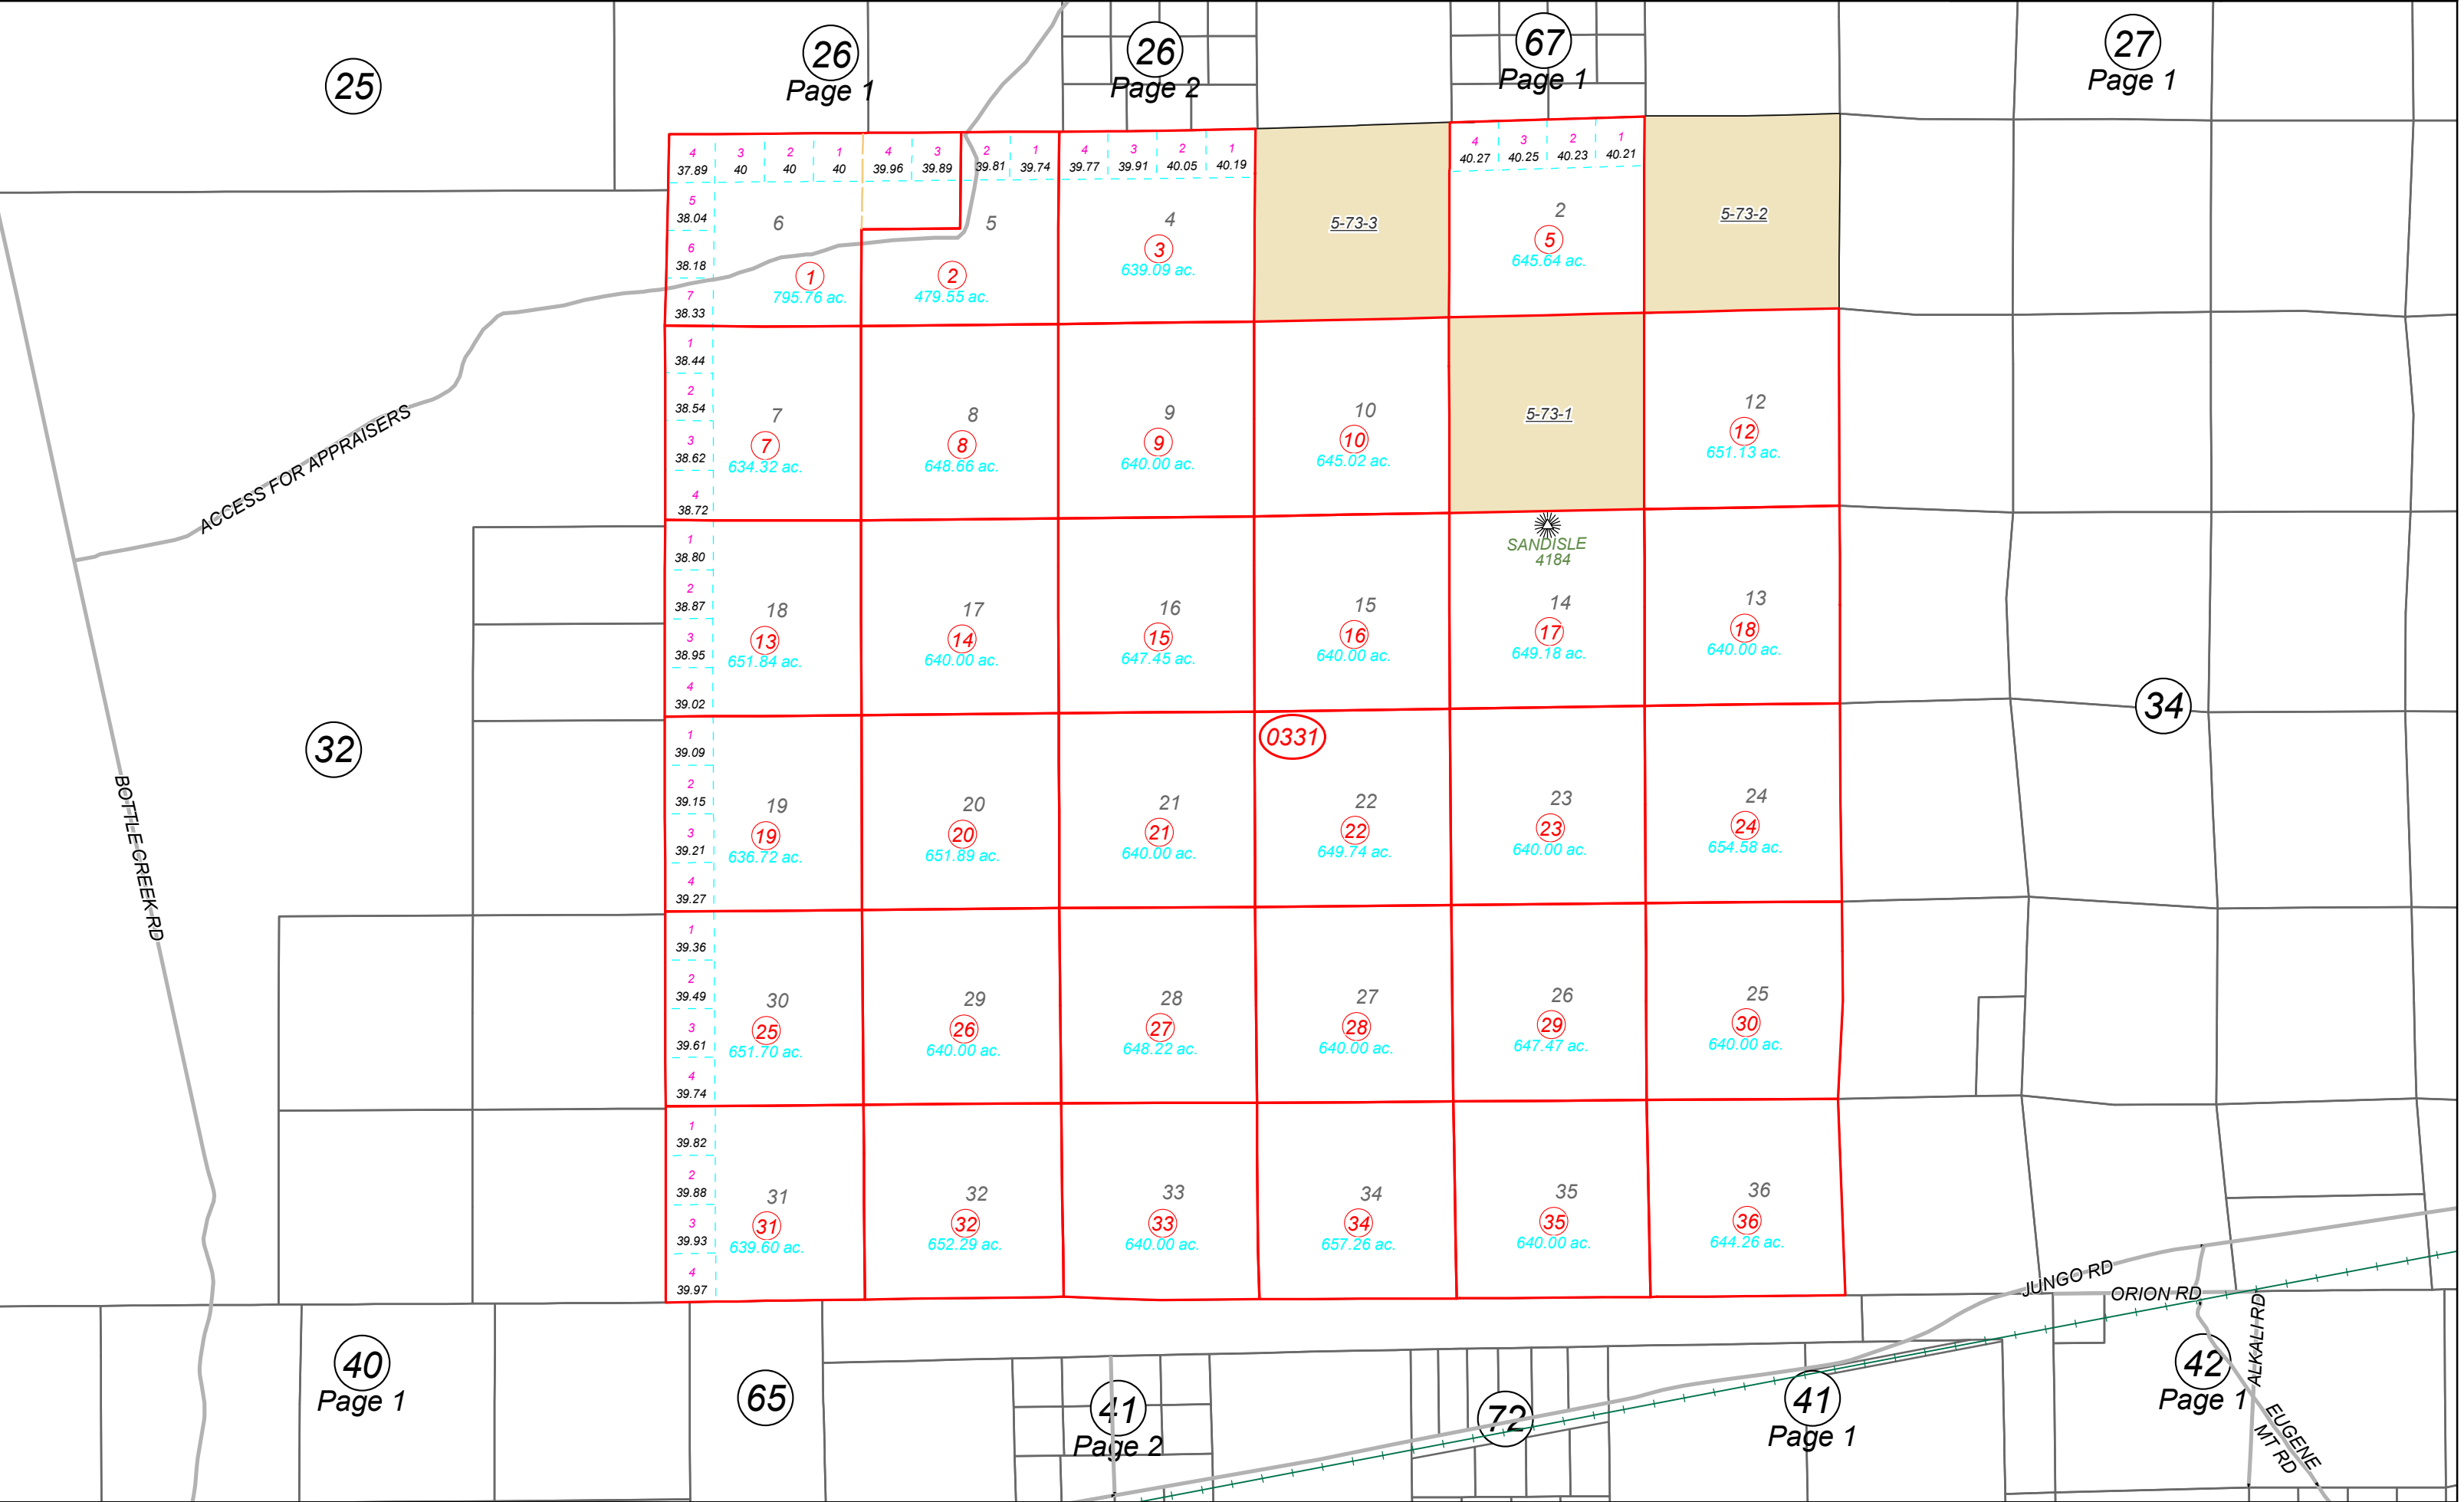 25
26
Page 1
26
Page 2
67
Page 1
27
Page 1
4 3 2 1 4 3 2 1 4 3 2 1
37.89 40 40 40 39.96 39.89 39.81 39.74 39.77 39.91 40.05 40.19
4 3 2 1
40.27 40.25 40.23 40.21
5
38.04
6
38.18
7
38.33
6
1
795.76 ac.
5
2
479.55 ac.
4
3
639.09 ac.
5-73-3
2
5
645.64 ac.
5-73-2
1
38.44
2
38.54
3
38.62
4
38.72
7
7
634.32 ac.
8
8
648.66 ac.
9
9
640.00 ac.
10
10
645.02 ac.
5-73-1
12
12
651.13 ac.
ACCESS FOR APPRAISERS
1
38.80
2
38.87
3
38.95
4
39.02
18
13
651.84 ac.
17
14
640.00 ac.
16
15
647.45 ac.
15
16
640.00 ac.
SANDISLE
4184
14
17
649.18 ac.
13
18
640.00 ac.
32
34
0331
BOTTLE CREEK RD
1
39.09
2
39.15
3
39.21
4
39.27
19
19
636.72 ac.
20
20
651.89 ac.
21
21
640.00 ac.
22
22
649.74 ac.
23
23
640.00 ac.
24
24
654.58 ac.
1
39.36
2
39.49
3
39.61
4
39.74
30
25
651.70 ac.
29
26
640.00 ac.
28
27
648.22 ac.
27
28
640.00 ac.
26
29
647.47 ac.
25
30
640.00 ac.
1
39.82
2
39.88
3
39.93
4
39.97
31
31
639.60 ac.
32
32
652.29 ac.
33
33
640.00 ac.
34
34
657.26 ac.
35
35
640.00 ac.
36
36
644.26 ac.
JUNGO RD
ORION RD
ALKALI RD
EUGENE
MT RD
40
Page 1
65
41
Page 2
72
41
Page 1
42
Page 1